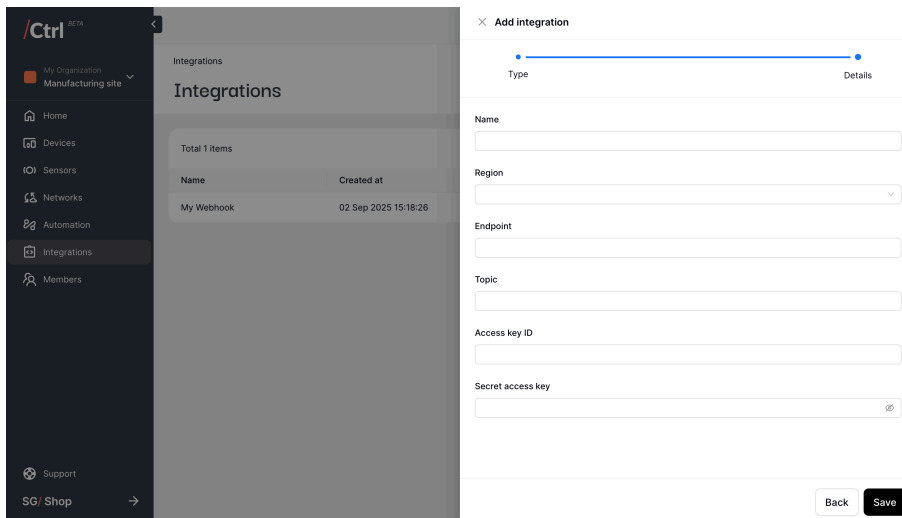 /Ctrl BETA
My Organization
Manufacturing site
Home
Devices
Sensors
Networks
Automation
Integrations
Members
Support
SG/ Shop
Integrations
Integrations
Total 1 items
Name Created at
My Webhook 02 Sep 2025 15:18:26
Add integration
Type Details
Name
Region
Endpoint
Topic
Access key ID
Secret access key
Back Save